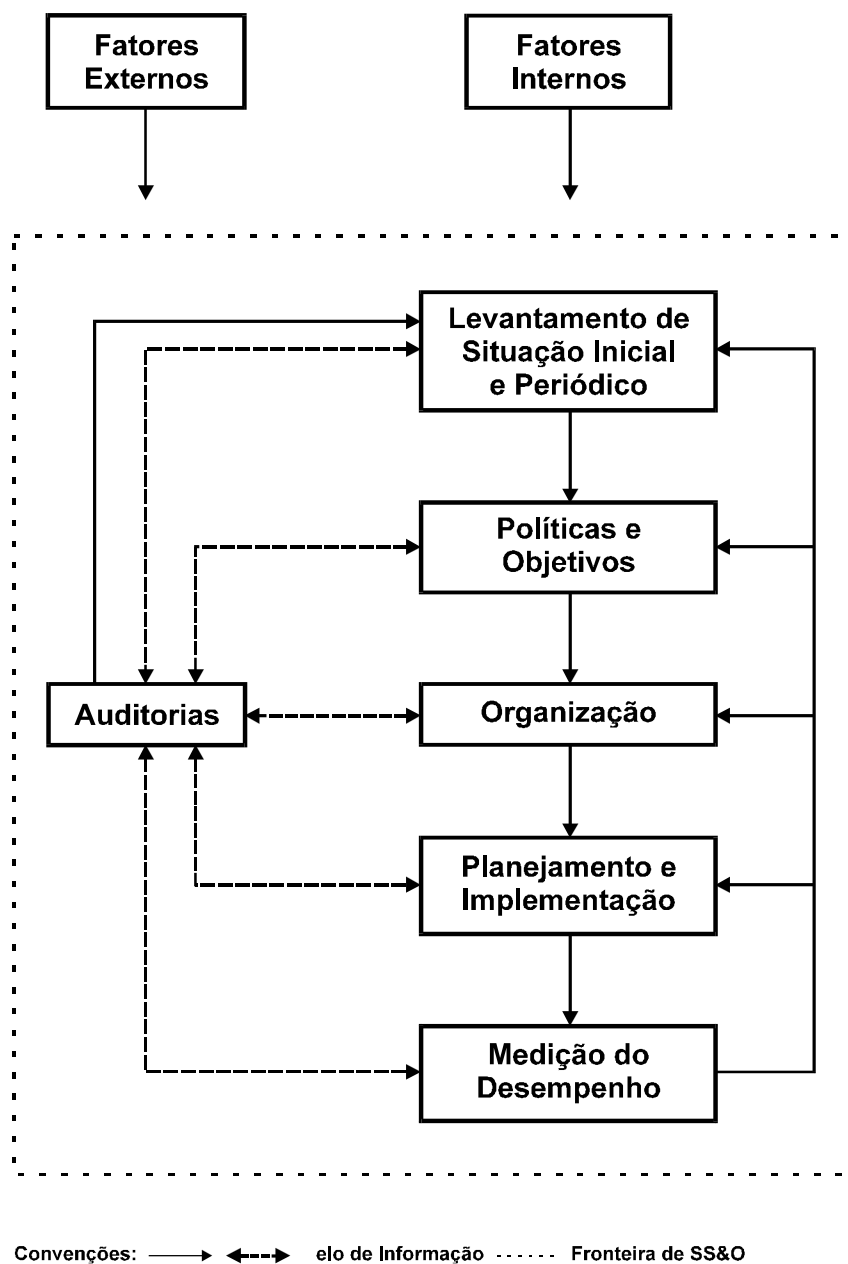 Fatores
Externos
Fatores
Internos
Levantamento de
Situação Inicial
e Periódico
Políticas e
Objetivos
Auditorias
Organização
Planejamento e
Implementação
Medição do
Desempenho
Convenções: elo de Informação Fronteira de SS&O